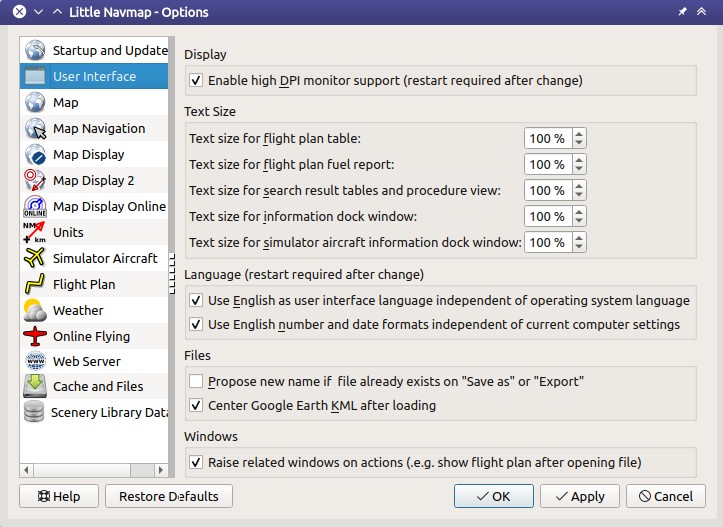 Little Navmap - Options
Startup and Update
User Interface
Map
Map Navigation
Map Display
Map Display 2
Map Display Online
Units
Simulator Aircraft
Flight Plan
Weather
Online Flying
Web Server
Cache and Files
Scenery Library Data
Display
Enable high DPI monitor support (restart required after change)
Text Size
Text size for flight plan table: 100 %
Text size for flight plan fuel report: 100 %
Text size for search result tables and procedure view: 100 %
Text size for information dock window: 100 %
Text size for simulator aircraft information dock window: 100 %
Language (restart required after change)
Use English as user interface language independent of operating system language
Use English number and date formats independent of current computer settings
Files
Propose new name if  file already exists on "Save as" or "Export"
Center Google Earth KML after loading
Windows
Raise related windows on actions (.e.g. show flight plan after opening file)
Help
Restore Defaults
OK
Apply
Cancel
ONLINE
NM
km
www